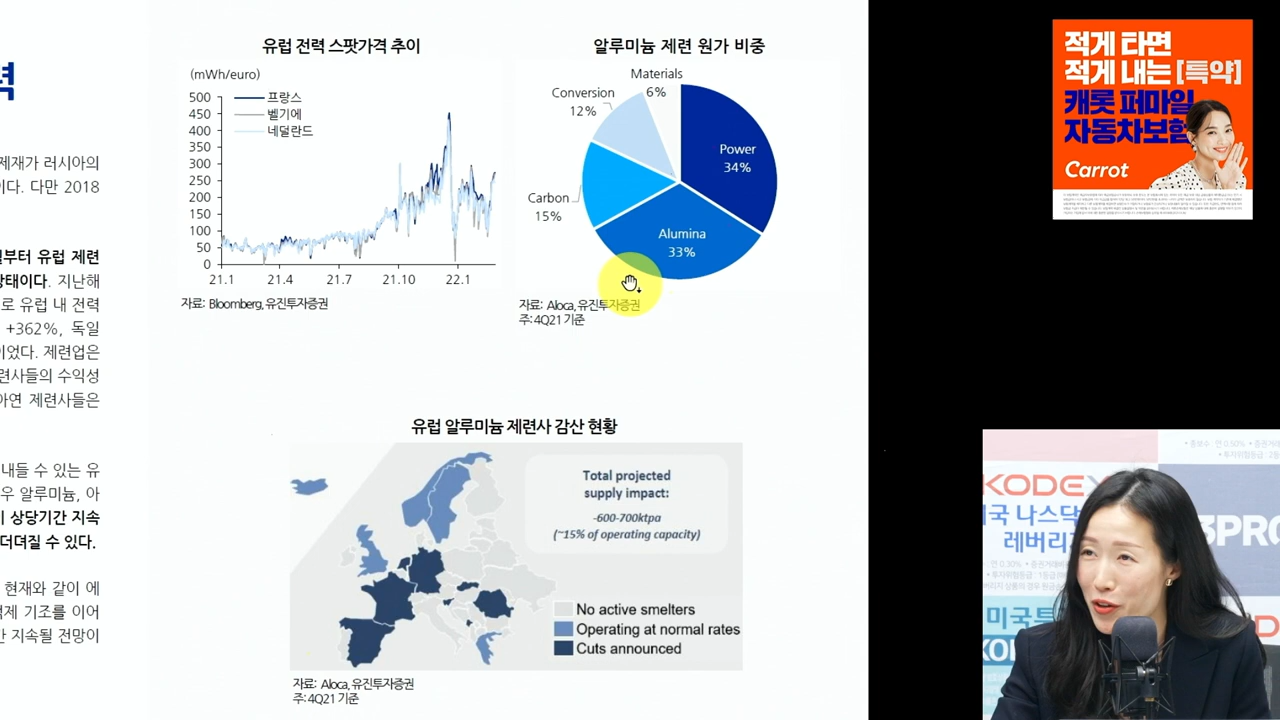 력
제재가 러시아의
이다. 다만 2018
부터 유럽 제련
상태이다. 지난해
로 유럽 내 전력
+362%, 독일
이었다. 제련업은
련사들의 수익성
아연 제련사들은
내들 수 있는 유
우 알루미늄, 아
이 상당기간 지속
더뎌질 수 있다.
현재와 같이 에
제 기조를 이어
간 지속될 전망이
유럽 전력 스팟가격 추이
(mWh/euro)
500
450
400
350
300
250
200
150
100
50
0
프랑스
벨기에
네덜란드
21.1 21.4 21.7 21.10 22.1
자료: Bloomberg, 유진투자증권
알루미늄 제련 원가 비중
Materials
6%
Conversion
12%
Power
34%
Carbon
15%
Alumina
33%
자료: Aloca, 유진투자증권
주: 4Q21 기준
유럽 알루미늄 제련사 감산 현황
Total projected
supply impact:
-600-700ktpa
(~15% of operating capacity)
No active smelters
Operating at normal rates
Cuts announced
자료: Aloca, 유진투자증권
주: 4Q21 기준
적게 타면
적게 내는 [특약]
캐롯 퍼마일
자동차보험
Carrot
KODEX
미국 나스닥
레버리지
3PRO
미국